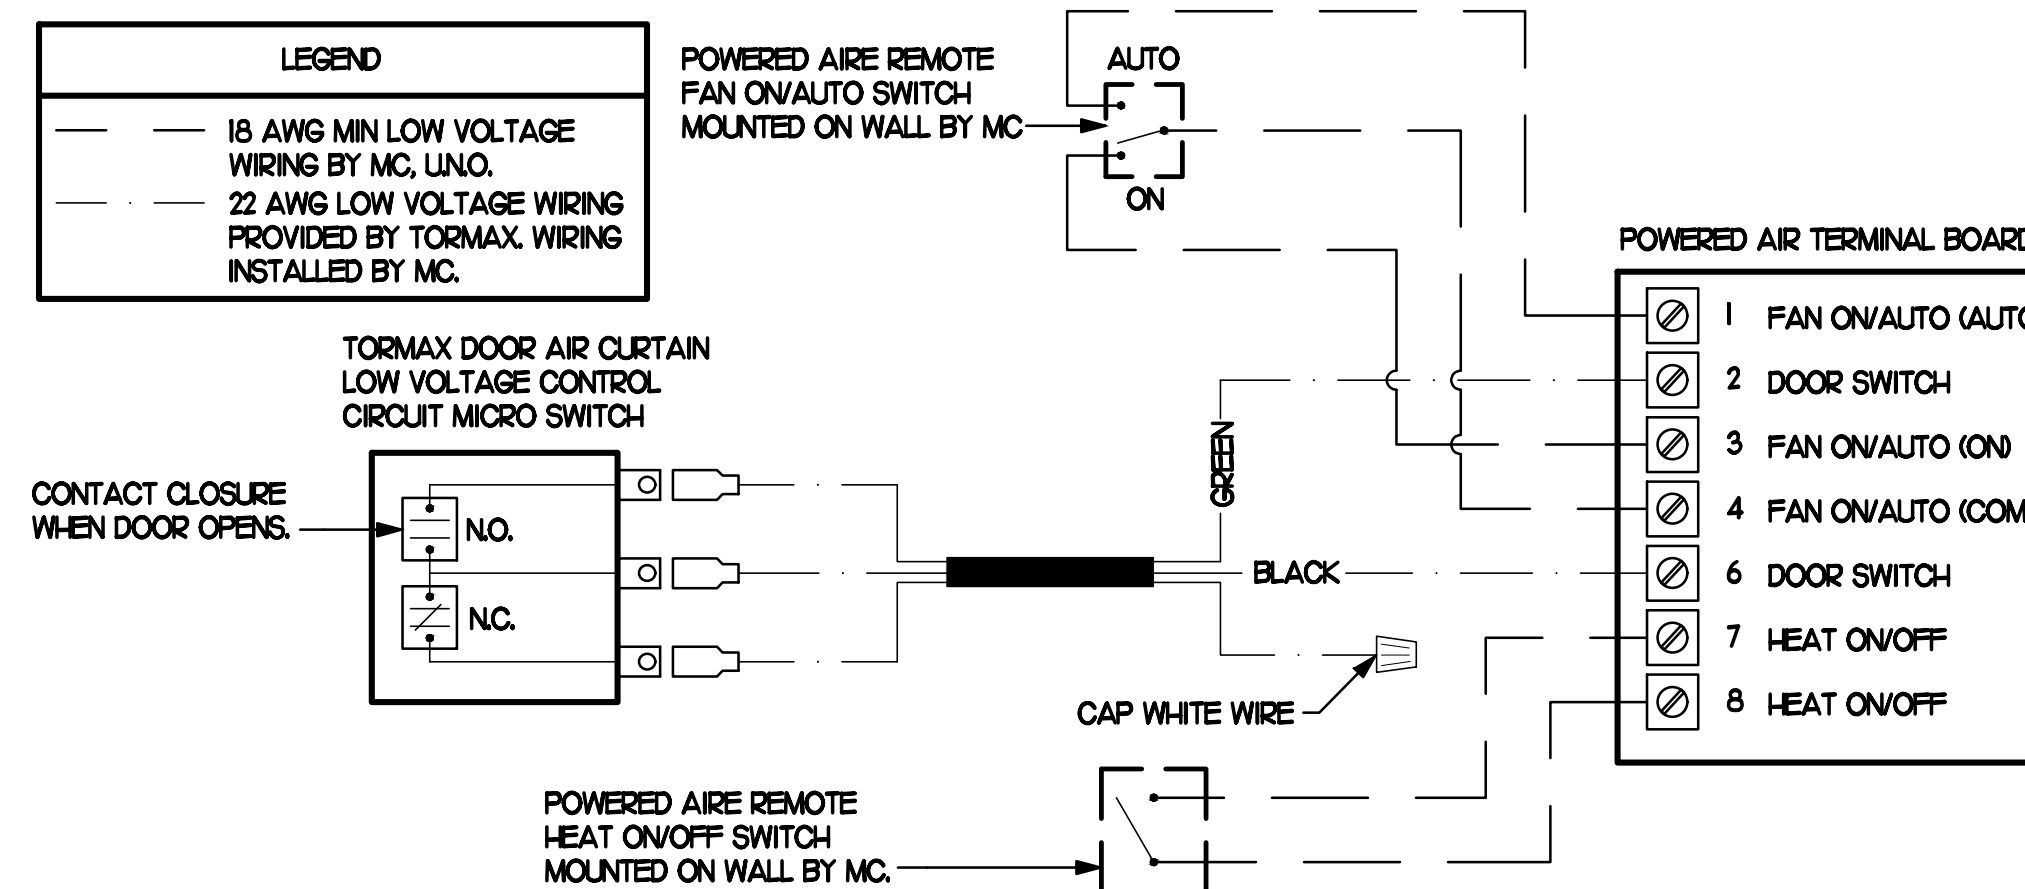 LEGEND
18 AWG MIN LOW VOLTAGE
WIRING BY MC, U.N.O.
22 AWG LOW VOLTAGE WIRING
PROVIDED BY TORMAX. WIRING
INSTALLED BY MC.
POWERED AIRE REMOTE
FAN ON/AUTO SWITCH
MOUNTED ON WALL BY MC
AUTO
ON
TORMAX DOOR AIR CURTAIN
LOW VOLTAGE CONTROL
CIRCUIT MICRO SWITCH
CONTACT CLOSURE
WHEN DOOR OPENS.
N.O.
N.C.
GREEN
BLACK
CAP WHITE WIRE
POWERED AIRE REMOTE
HEAT ON/OFF SWITCH
MOUNTED ON WALL BY MC.
POWERED AIR TERMINAL BOARD
1 FAN ON/AUTO (AUTO
2 DOOR SWITCH
3 FAN ON/AUTO (ON)
4 FAN ON/AUTO (COM
6 DOOR SWITCH
7 HEAT ON/OFF
8 HEAT ON/OFF